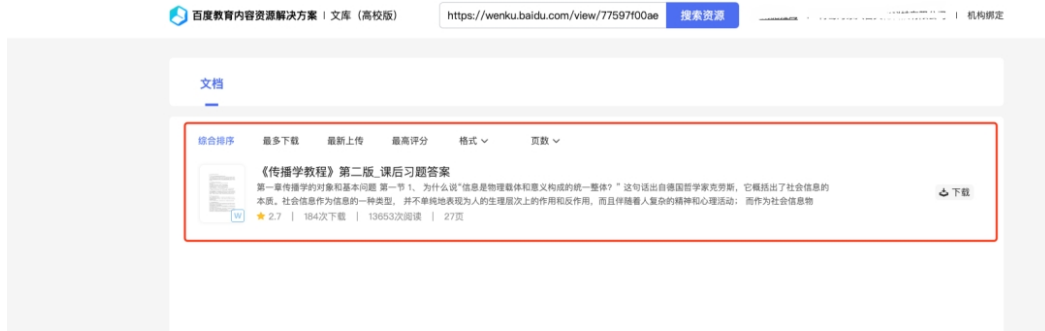 百度教育内容资源解决方案 | 文库（高校版） https://wenku.baidu.com/view/77597f00ae 搜索资源 | 机构绑定
文档
综合排序 最多下载 最新上传 最高评分 格式 页数
《传播学教程》第二版_课后习题答案
第一章传播学的对象和基本问题 第一节 1， 为什么说"信息是物理载体和意义构成的统一整体？" 这句话出自德国哲学家克劳斯，它概括出了社会信息的
本质。社会信息作为信息的一种类型， 并不单纯地表现为人的生理层次上的作用和反作用，而且伴随着人复杂的精神和心理活动； 而作为社会信息物
下载
W 2.7 | 184次下载 | 13653次阅读 | 27页